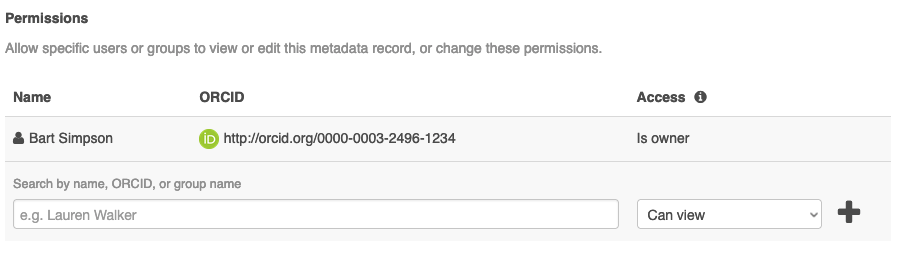 Permissions
Allow specific users or groups to view or edit this metadata record, or change these permissions.
Name ORCID Access
Bart Simpson iD http://orcid.org/0000-0003-2496-1234 Is owner
Search by name, ORCID, or group name
e.g. Lauren Walker Can view